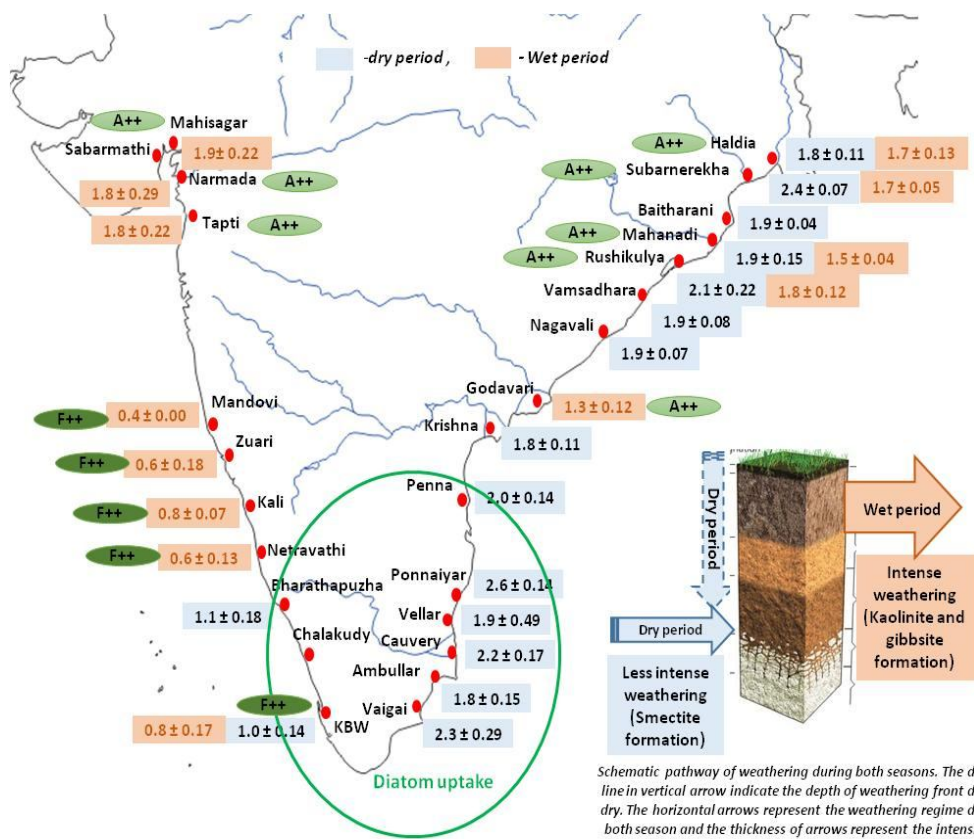 -dry period ,
- Wet period
A++
Mahisagar
Sabarmathi
1.9± 0.22
Narmada
A++
1.8 ± 0.29
Tapti
A++
1.8 ± 0.22
A++
Haldia
1.8 ± 0.11
1.7 ± 0.13
A++
Subarnerekha
2.4 ± 0.07
1.7 ± 0.05
Baitharani
1.9 ± 0.04
A++
Mahanadi
1.9 ± 0.15
1.5 ± 0.04
A++
Rushikulya
2.1 ± 0.22
1.8 ± 0.12
Vamsadhara
1.9 ± 0.08
Nagavali
1.9 ± 0.07
Godavari
1.3 ± 0.12
A++
Krishna
1.8 ± 0.11
F++
0.4 ± 0.00
Mandovi
F++
0.6 ± 0.18
Zuari
F++
0.8 ± 0.07
Kali
F++
0.6 ± 0.13
Netravathi
Penna
2.0 ± 0.14
Bharathapuzha
1.1 ± 0.18
Ponnaiyar
2.6 ± 0.14
Vellar
1.9 ± 0.49
Chalakudy
Cauvery
2.2 ± 0.17
Ambullar
1.8 ± 0.15
F++
Vaigai
KBW
0.8 ± 0.17
1.0 ± 0.14
2.3 ± 0.29
Diatom uptake
Dry period
Wet period
Dry period
Intense
weathering
(Kaolinite and
gibbsite
formation)
Less intense
weathering
(Smectite
formation)
Schematic pathway of weathering during both seasons. The d
line in vertical arrow indicate the depth of weathering front d
dry. The horizontal arrows represent the weathering regime d
both season and the thickness of arrows represent the intens